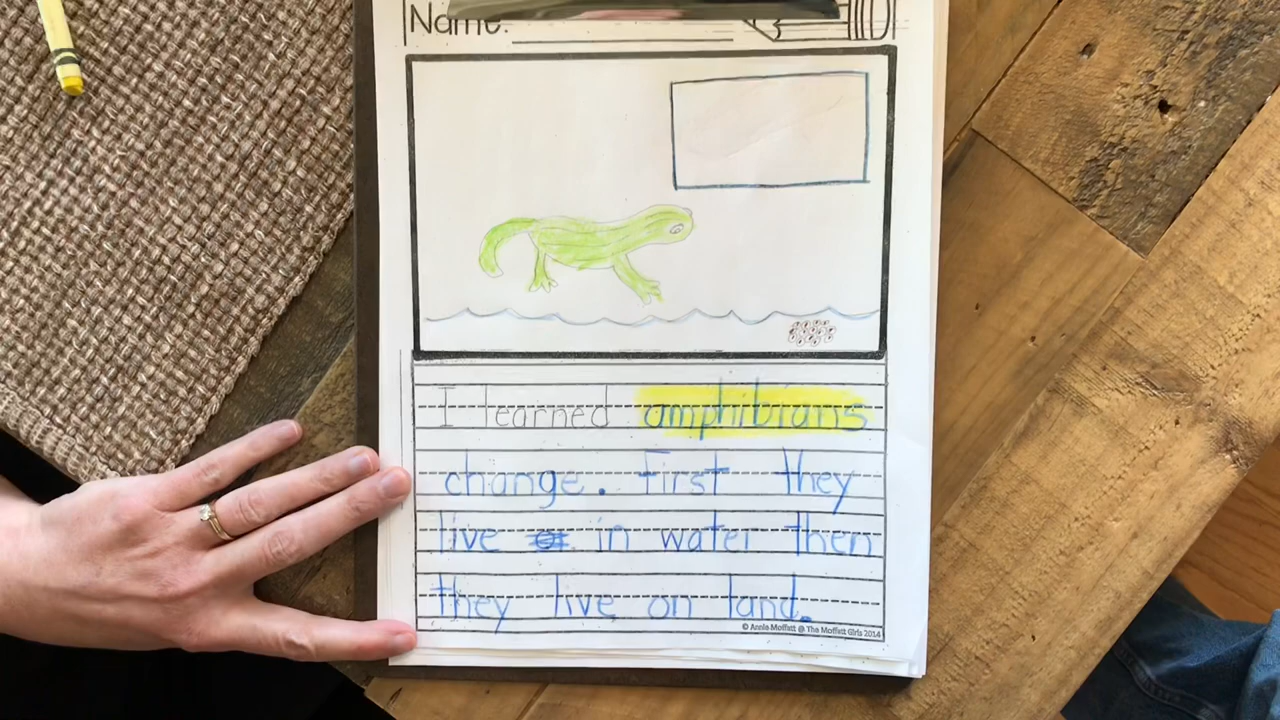 Name:
I learned amphibians
change. First they
live in water then
they live on land.
© Annie Moffatt @ The Moffatt Girls 2014